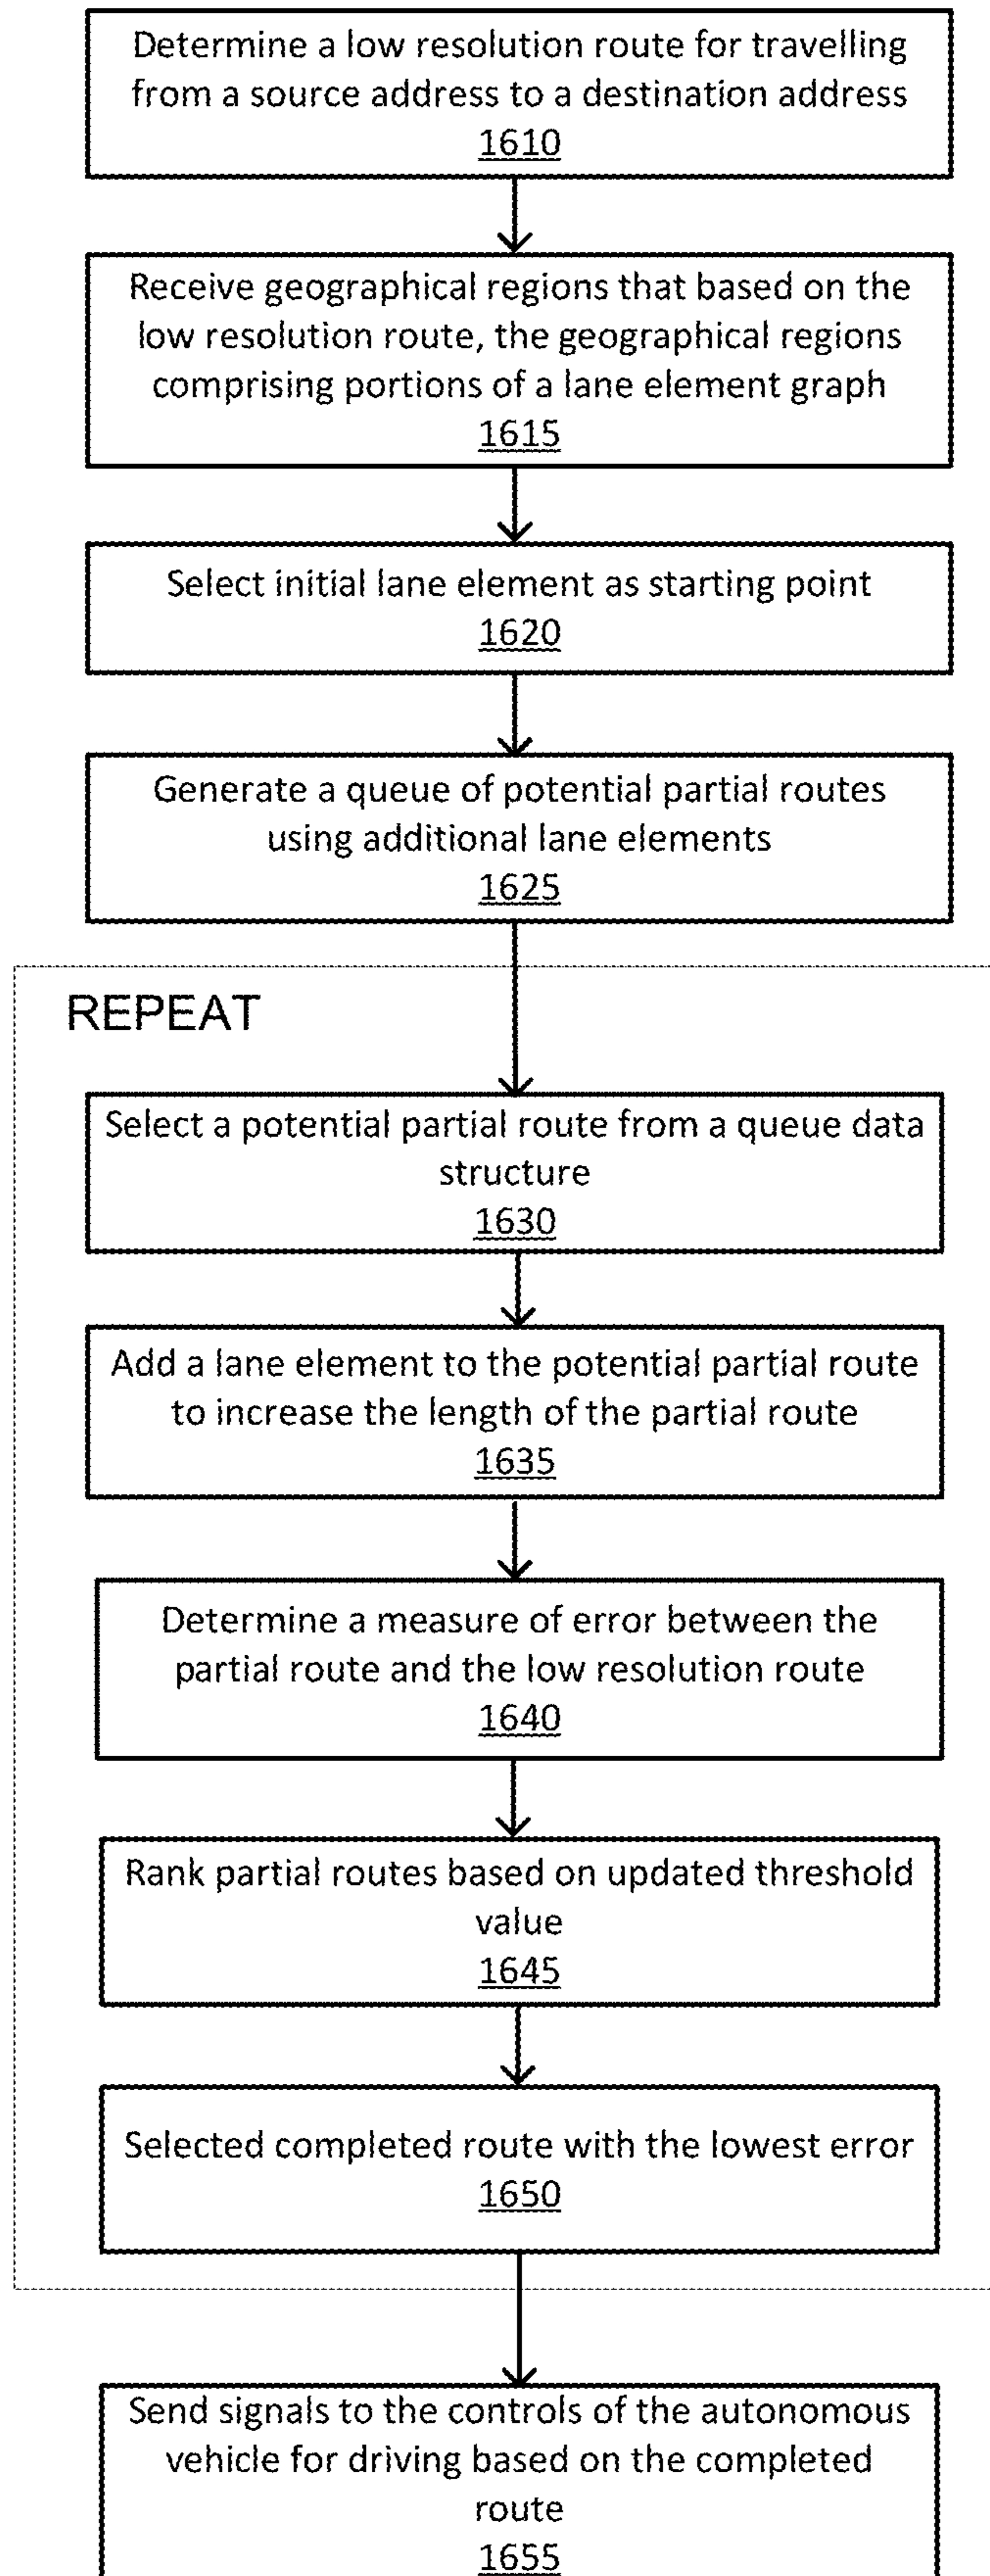 Determine a low resolution route for travelling
from a source address to a destination address
1610
Receive geographical regions that based on the
low resolution route, the geographical regions
comprising portions of a lane element graph
1615
Select initial lane element as starting point
1620
Generate a queue of potential partial routes
using additional lane elements
1625
REPEAT
Select a potential partial route from a queue data
structure
1630
Add a lane element to the potential partial route
to increase the length of the partial route
1635
Determine a measure of error between the
partial route and the low resolution route
1640
Rank partial routes based on updated threshold
value
1645
Selected completed route with the lowest error
1650
Send signals to the controls of the autonomous
vehicle for driving based on the completed
route
1655